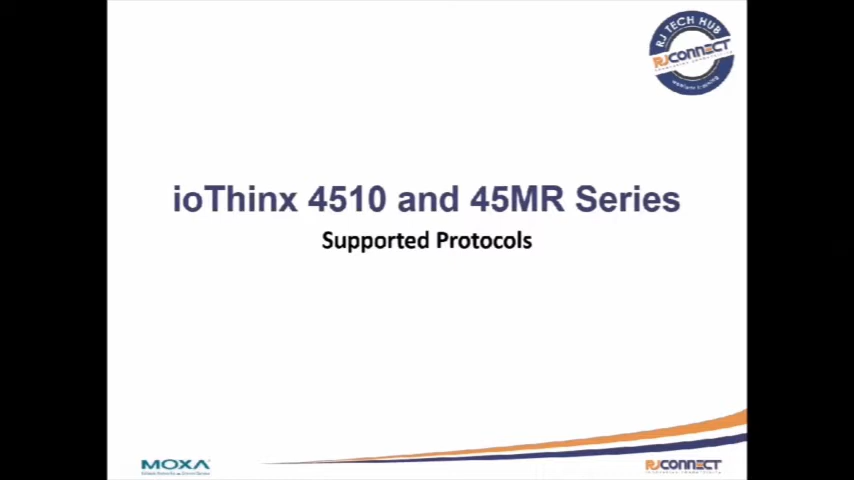 RJ TECH HUB
RJCONNECT
ioThinx 4510 and 45MR Series
Supported Protocols
MOXA
RJCONNECT